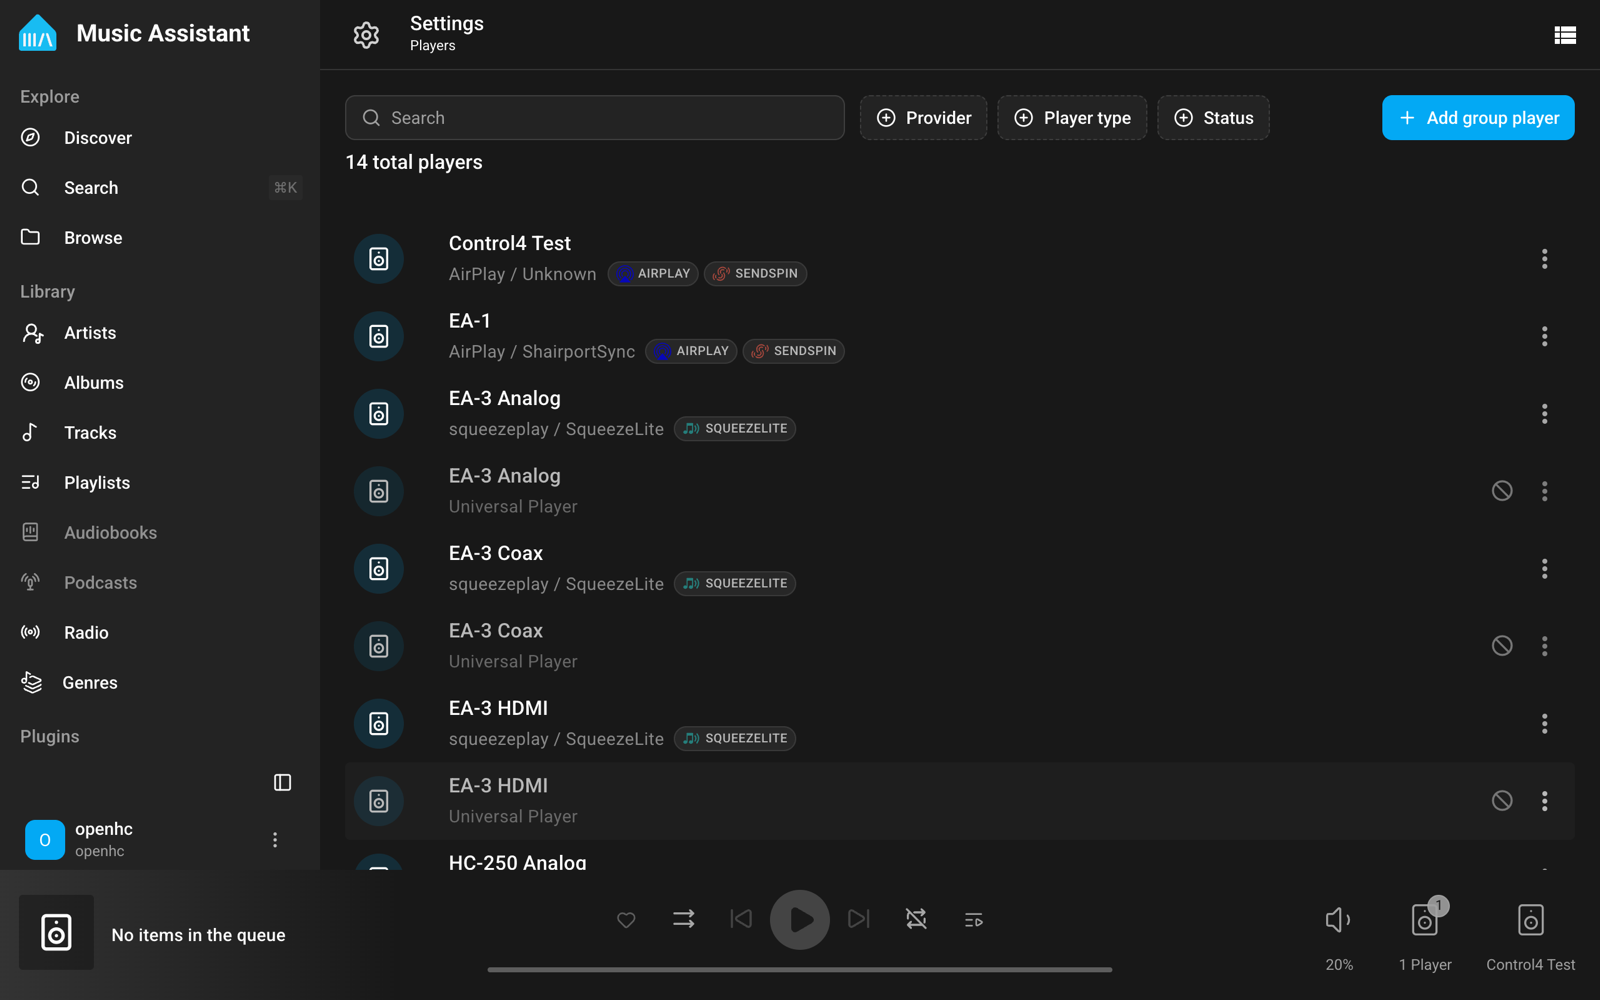 Music Assistant
Explore
Discover
Search ⌘K
Browse
Library
Artists
Albums
Tracks
Playlists
Audiobooks
Podcasts
Radio
Genres
Plugins
O
openhc
openhc
Settings
Players
Search
Provider
Player type
Status
Add group player
14 total players
Control4 Test
AirPlay / Unknown AIRPLAY SENDSPIN
EA-1
AirPlay / ShairportSync AIRPLAY SENDSPIN
EA-3 Analog
squeezeplay / SqueezeLite SQUEEZELITE
EA-3 Analog
Universal Player
EA-3 Coax
squeezeplay / SqueezeLite SQUEEZELITE
EA-3 Coax
Universal Player
EA-3 HDMI
squeezeplay / SqueezeLite SQUEEZELITE
EA-3 HDMI
Universal Player
HC-250 Analog
No items in the queue
20%
1
1 Player
Control4 Test